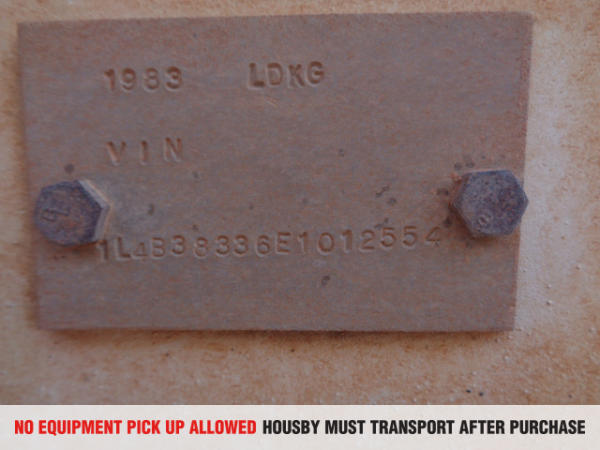 1983 LDKG
VIN
1L4B38336E1012554
NO EQUIPMENT PICK UP ALLOWED HOUSBY MUST TRANSPORT AFTER PURCHASE